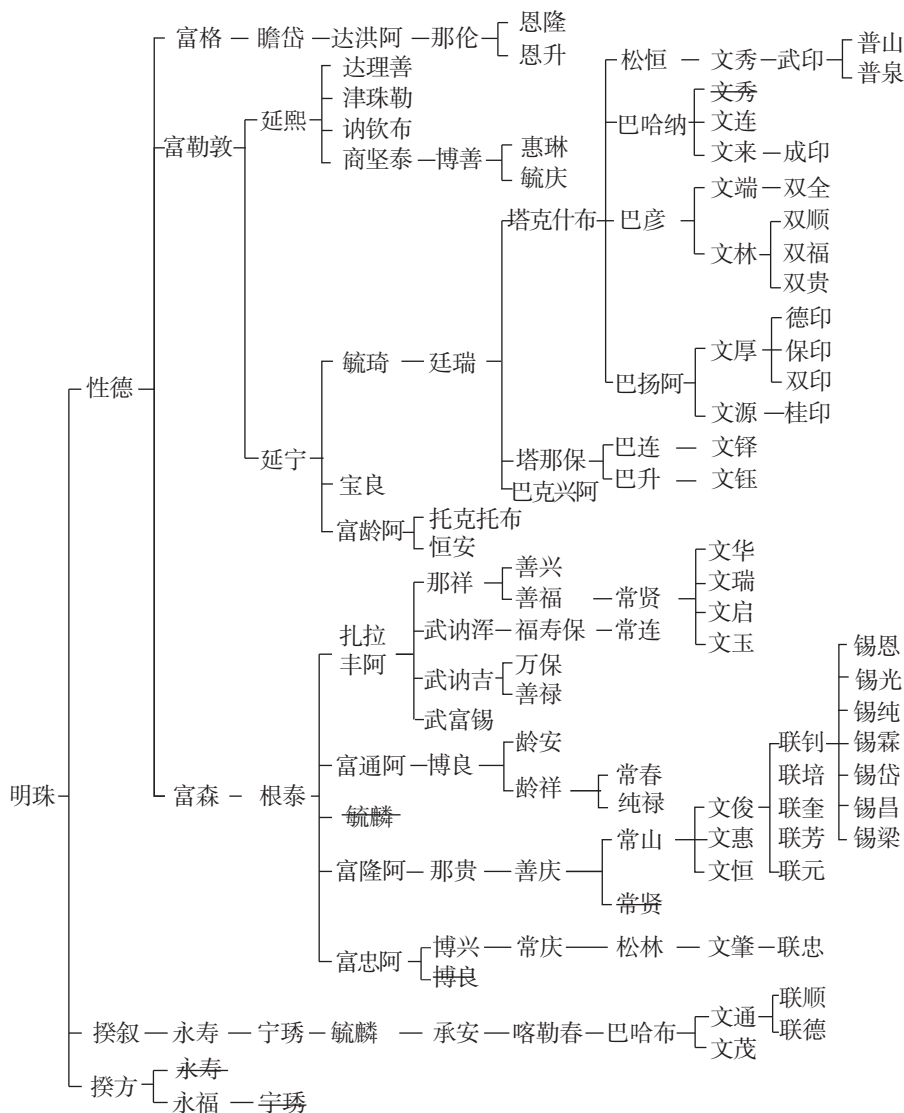 恩隆
富格 瞻岱 达洪阿 那伦
恩升
普山
松恒 文秀 武印
普泉
达理善
津珠勒
文秀
延熙
巴哈纳 文连
富勒敦
讷钦布
惠琳
文来 成印
商坚泰 博善
毓庆
文端 双全
塔克什布 巴彦
双顺
文林 双福
双贵
德印
文厚 保印
毓琦 廷瑞
双印
性德
巴扬阿
文源 桂印
巴连 文铎
延宁
塔那保
巴升 文钰
宝良
巴克兴阿
托克托布
富龄阿
恒安
文华
善兴
那祥
文瑞
善福 常贤
文启
扎拉
丰阿
武讷浑 福寿保 常连
文玉
锡恩
万保
武讷吉
善禄
锡光
锡纯
武富锡
龄安
联钊 锡霖
富通阿 博良
常春
联培 锡岱
明珠
富森 根泰
龄祥
纯禄
文俊 联奎 锡昌
毓麟
常山 文惠 联芳 锡梁
富隆阿 那贵 善庆
文恒 联元
常贤
博兴 常庆 松林 文肇 联忠
富忠阿
博良
联顺
文通
揆叙 永寿 宁琇 毓麟 承安 喀勒春 巴哈布
联德
文茂
永寿
揆方
永福 宁琇